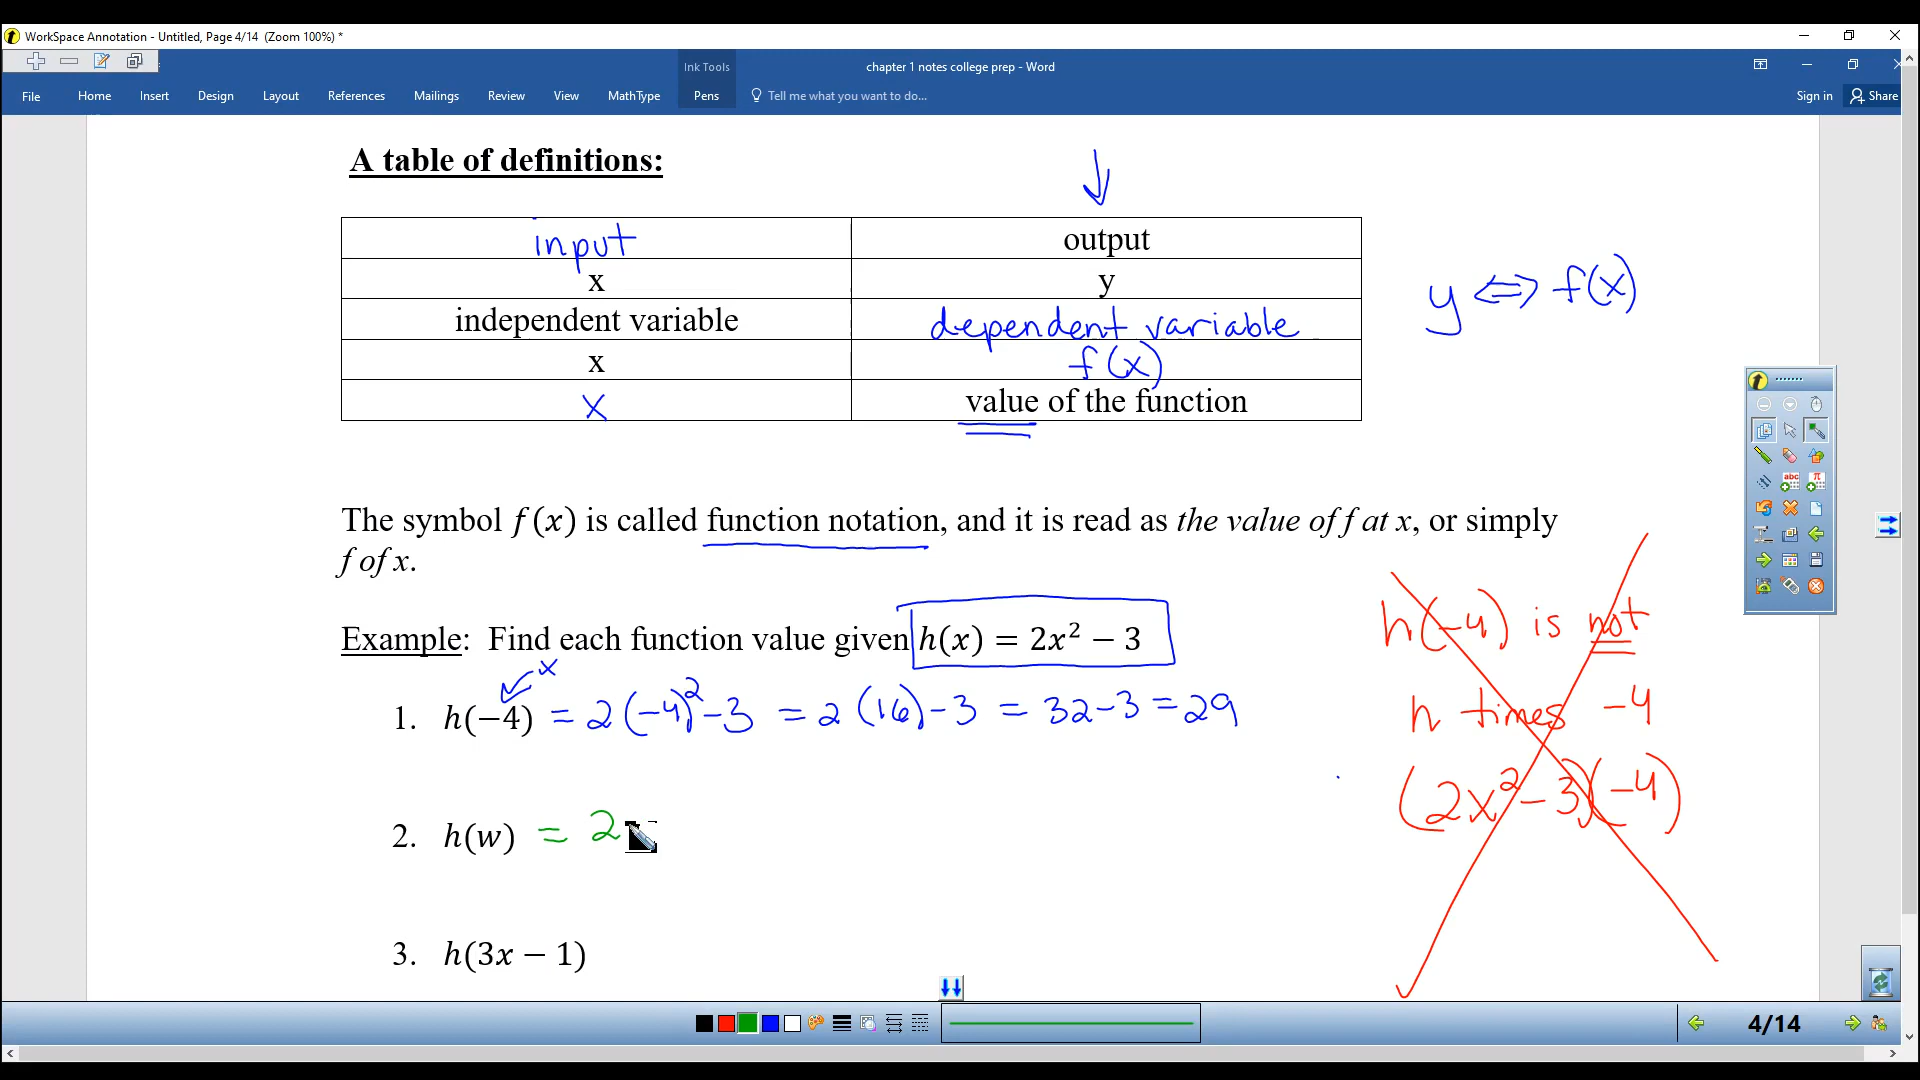 WorkSpace Annotation - Untitled, Page 4/14 (Zoom 100%) *
Ink Tools
chapter 1 notes college prep - Word
File Home Insert Design Layout References Mailings Review View MathType Pens Tell me what you want to do... Sign in Share
A table of definitions:
input output
x y
independent variable dependent variable
x f(x)
x value of the function
y ⇔ f(x)
The symbol f(x) is called function notation, and it is read as the value of f at x, or simply
f of x.
Example: Find each function value given h(x) = 2x² − 3
x
1. h(−4) = 2(−4)² − 3 = 2(16) − 3 = 32 − 3 = 29
2. h(w) = 2
3. h(3x − 1)
h(−4) is not
h times −4
(2x² − 3)(−4)
4/14